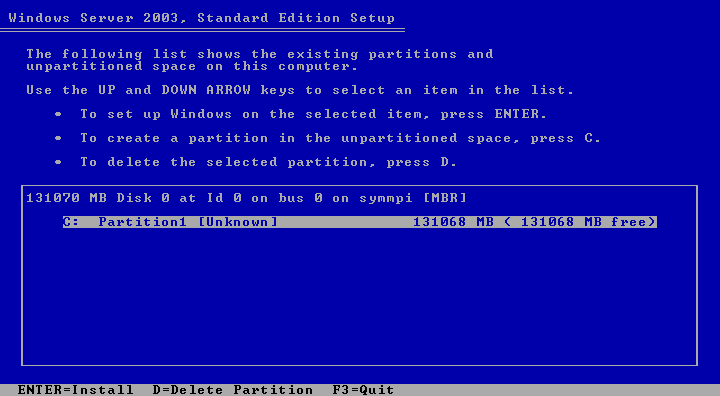 Windows Server 2003, Standard Edition Setup
The following list shows the existing partitions and
unpartitioned space on this computer.
Use the UP and DOWN ARROW keys to select an item in the list.
• To set up Windows on the selected item, press ENTER.
• To create a partition in the unpartitioned space, press C.
• To delete the selected partition, press D.
131070 MB Disk 0 at Id 0 on bus 0 on symmpi [MBR]
C: Partition1 [Unknown] 131068 MB ( 131068 MB free)
ENTER=Install D=Delete Partition F3=Quit